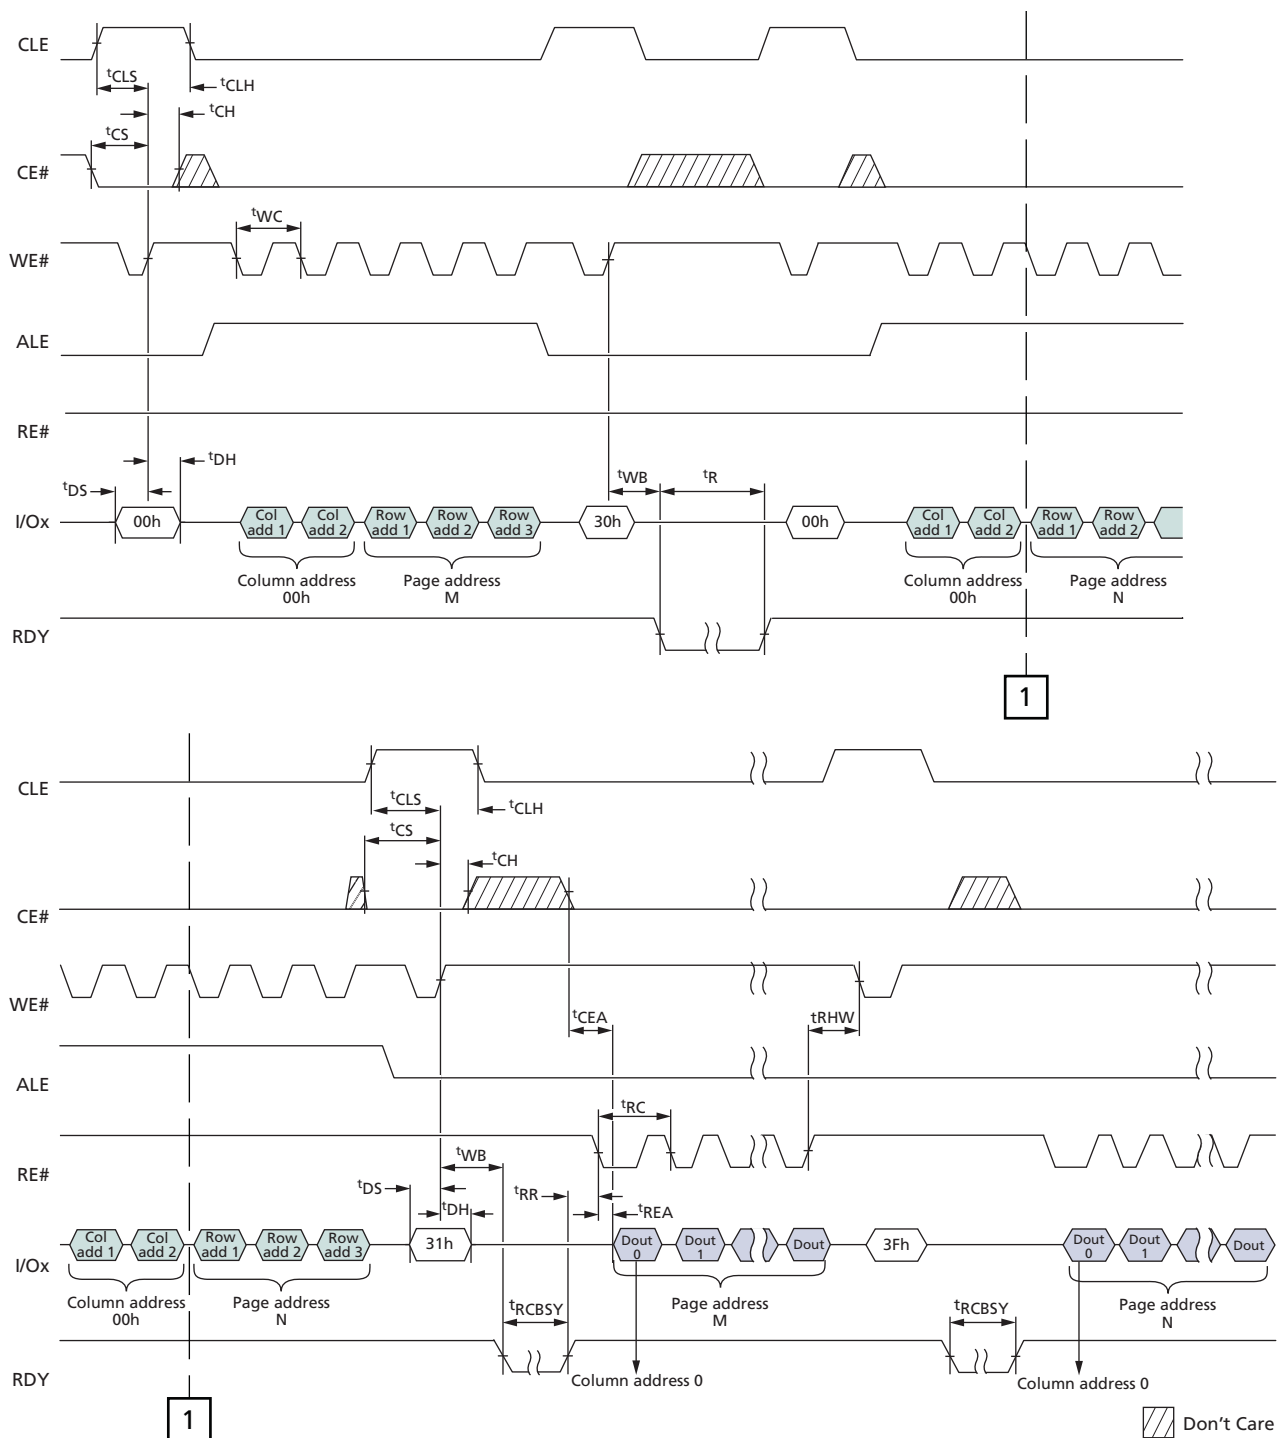 CLE
tCLS
tCLH
tCH
tCS
CE#
tWC
WE#
ALE
RE#
tDH
tDS
tWB
tR
I/Ox
00h
Col add 1
Col add 2
Row add 1
Row add 2
Row add 3
30h
00h
Col add 1
Col add 2
Row add 1
Row add 2
Column address
00h
Page address
M
Column address
00h
Page address
N
RDY
1
CLE
tCLS
tCLH
tCS
tCH
CE#
WE#
tCEA
tRHW
ALE
tRC
RE#
tWB
tDS
tRR
tDH
tREA
I/Ox
Col add 1
Col add 2
Row add 1
Row add 2
Row add 3
31h
Dout 0
Dout 1
Dout
3Fh
Dout 0
Dout 1
Dout
Column address
00h
Page address
N
tRCBSY
Page address
M
tRCBSY
Page address
N
RDY
Column address 0
Column address 0
1
Don't Care